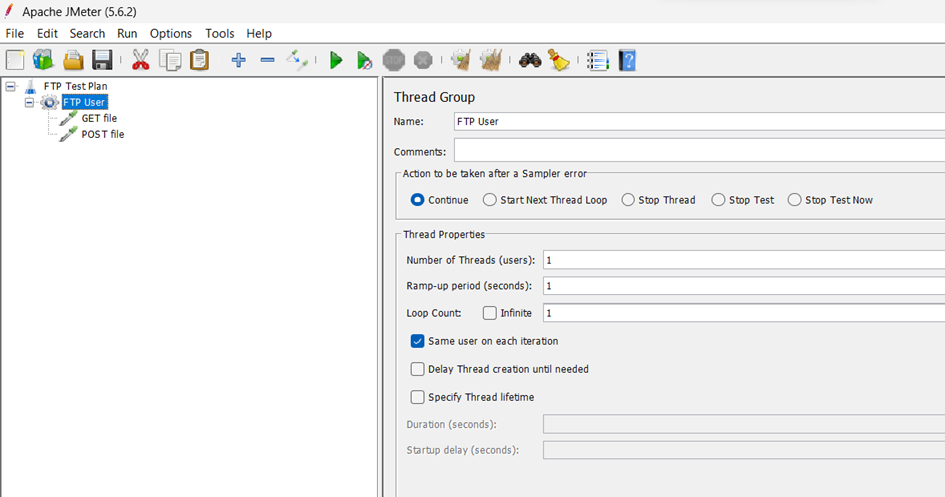 Apache JMeter (5.6.2)
File Edit Search Run Options Tools Help
FTP Test Plan
FTP User
GET file
POST file
Thread Group
Name: FTP User
Comments:
Action to be taken after a Sampler error
Continue Start Next Thread Loop Stop Thread Stop Test Stop Test Now
Thread Properties
Number of Threads (users): 1
Ramp-up period (seconds): 1
Loop Count: Infinite 1
Same user on each iteration
Delay Thread creation until needed
Specify Thread lifetime
Duration (seconds):
Startup delay (seconds):